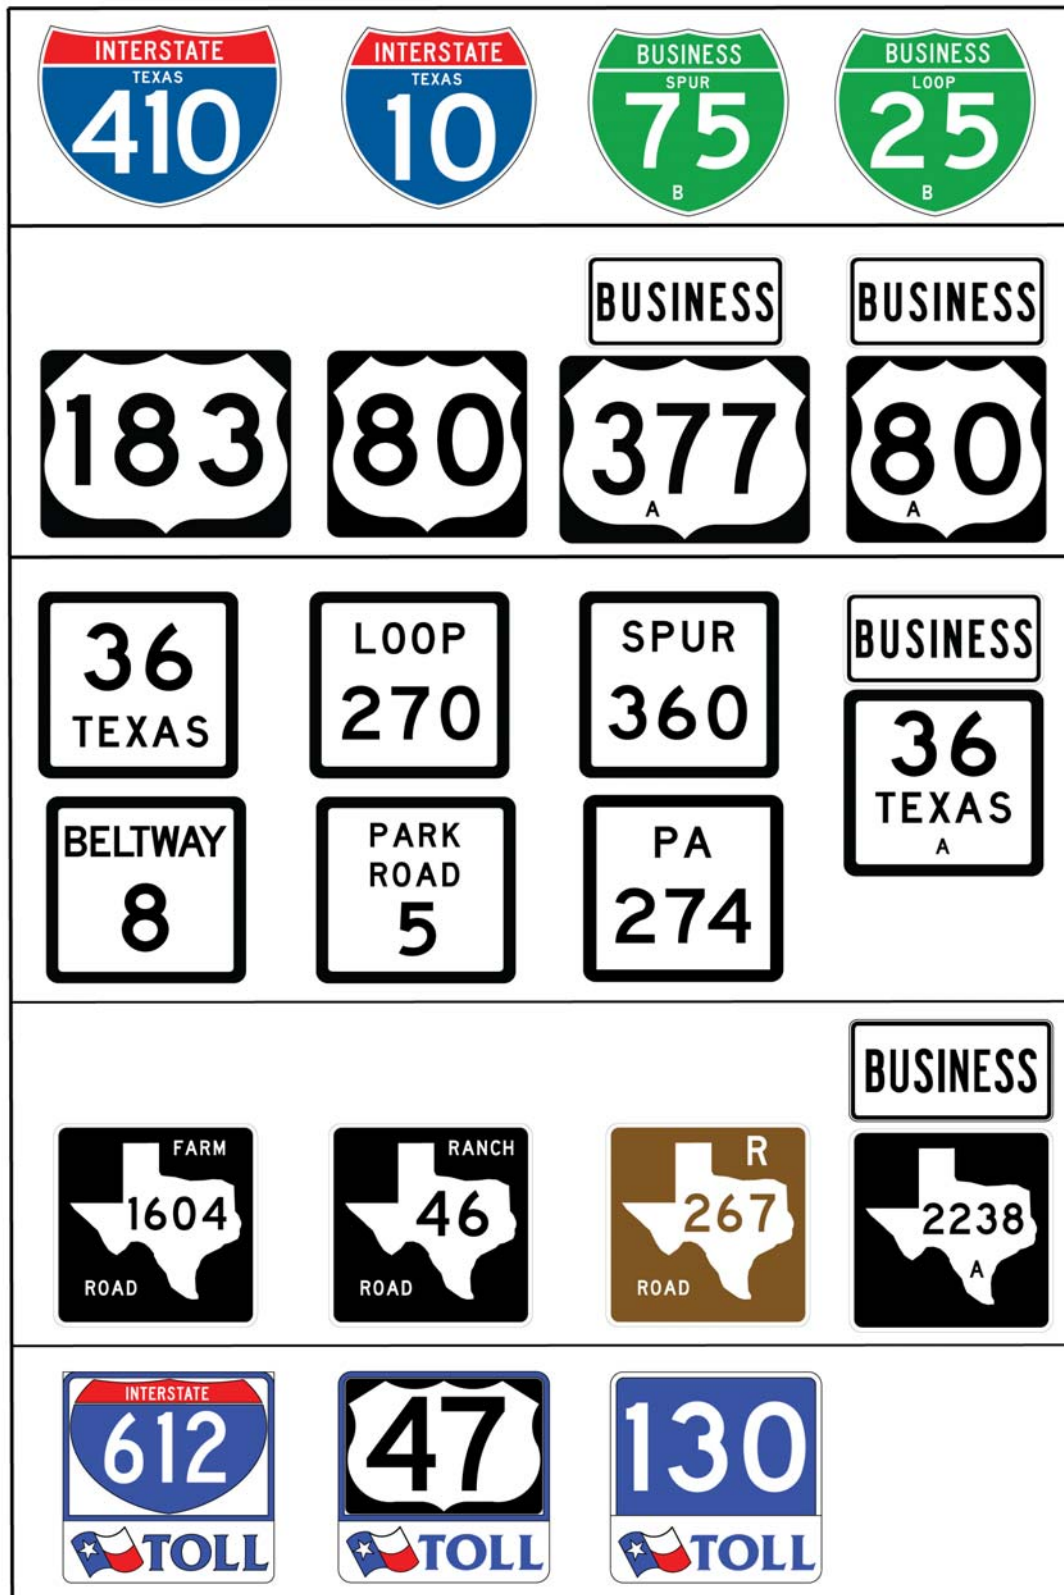 INTERSTATE
TEXAS
410
INTERSTATE
TEXAS
10
BUSINESS
SPUR
75
B
BUSINESS
LOOP
25
B
183
80
BUSINESS
377
A
BUSINESS
80
A
36
TEXAS
LOOP
270
SPUR
360
BUSINESS
36
TEXAS
A
BELTWAY
8
PARK
ROAD
5
PA
274
FARM
1604
ROAD
RANCH
46
ROAD
R
267
ROAD
BUSINESS
2238
A
INTERSTATE
612
TOLL
47
TOLL
130
TOLL